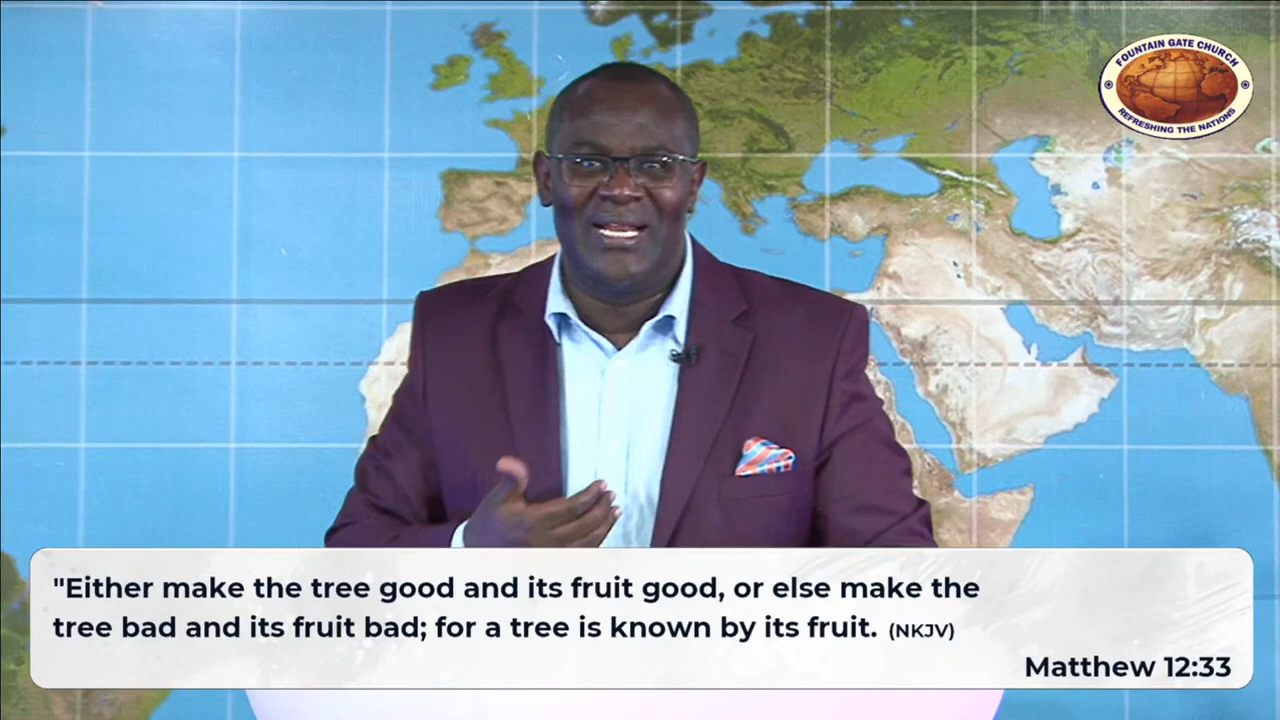 FOUNTAIN GATE CHURCH
REFRESHING THE NATIONS
"Either make the tree good and its fruit good, or else make the
tree bad and its fruit bad; for a tree is known by its fruit. (NKJV)
Matthew 12:33